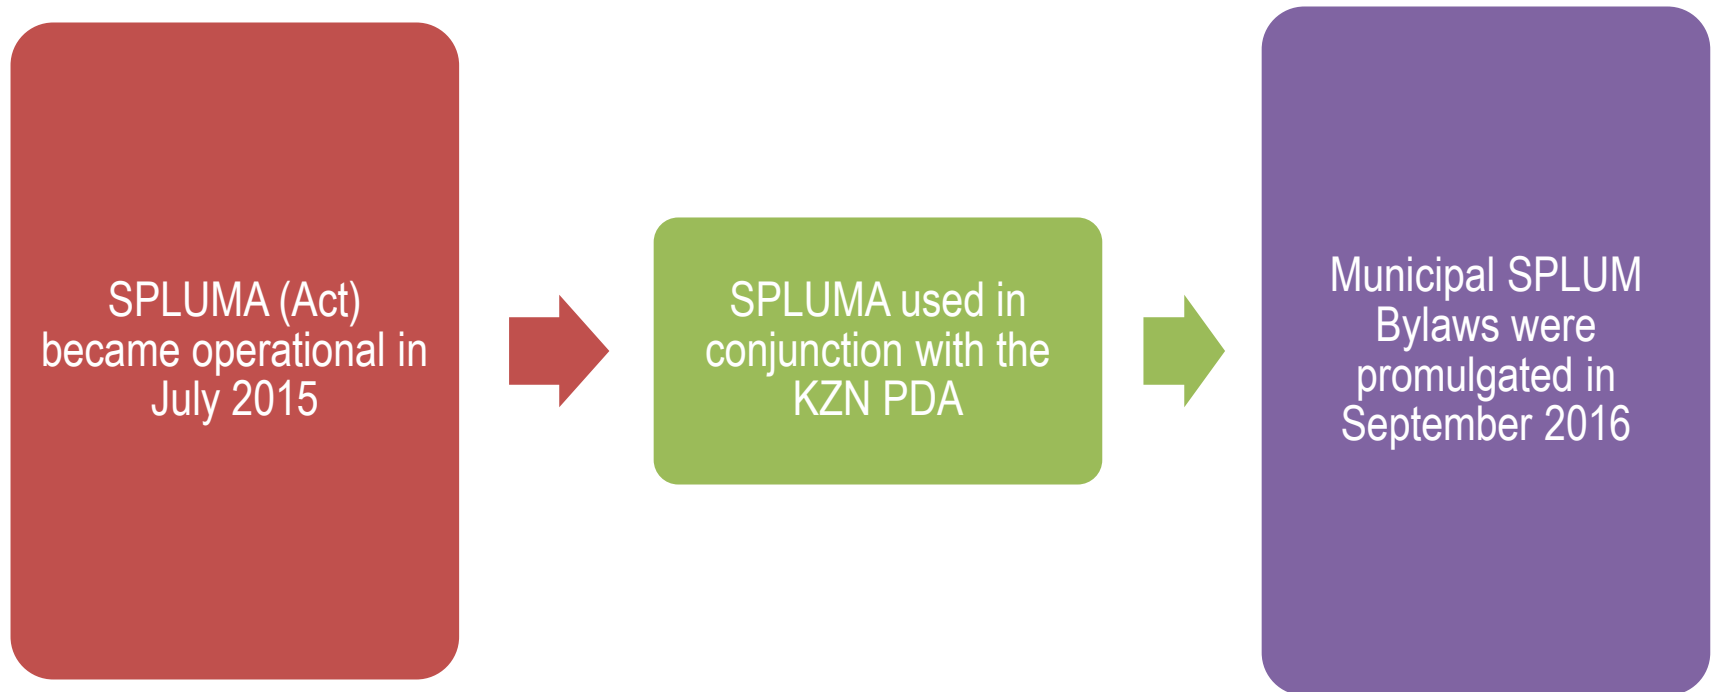 SPLUMA (Act)
became operational in
July 2015
SPLUMA used in
conjunction with the
KZN PDA
Municipal SPLUM
Bylaws were
promulgated in
September 2016